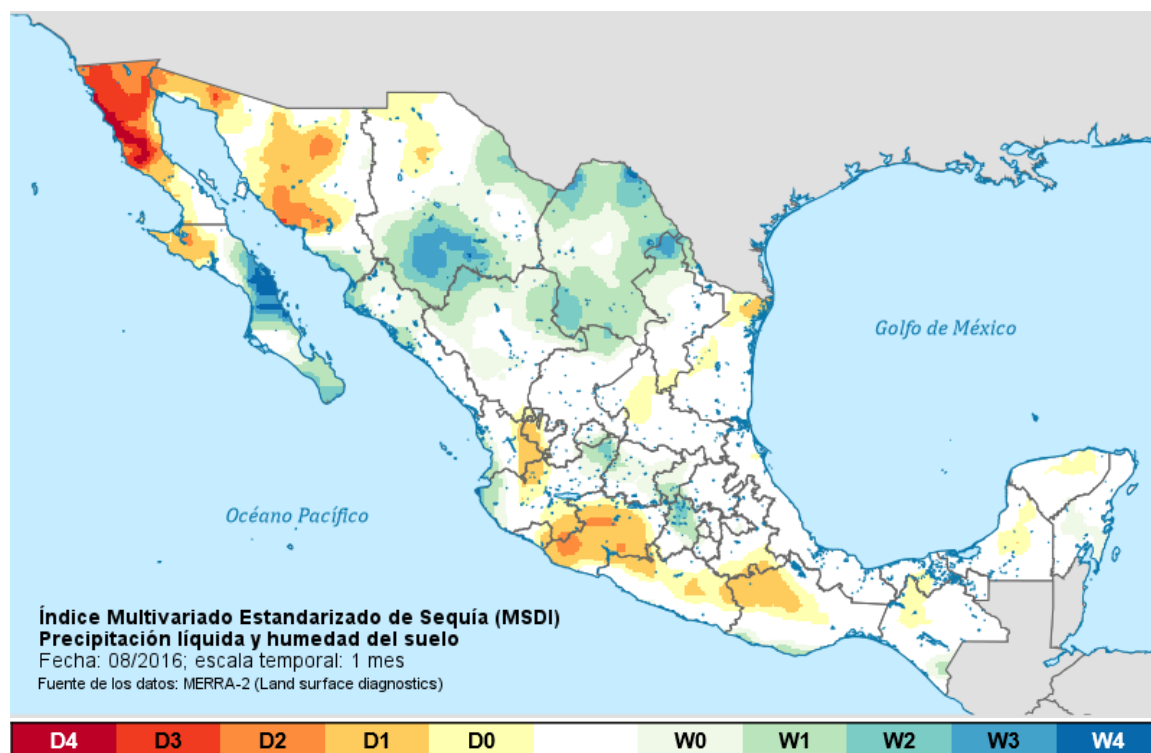 Golfo de México
Océano Pacífico
Índice Multivariado Estandarizado de Sequía (MSDI)
Precipitación líquida y humedad del suelo
Fecha: 08/2016; escala temporal: 1 mes
Fuente de los datos: MERRA-2 (Land surface diagnostics)
D4 D3 D2 D1 D0 W0 W1 W2 W3 W4